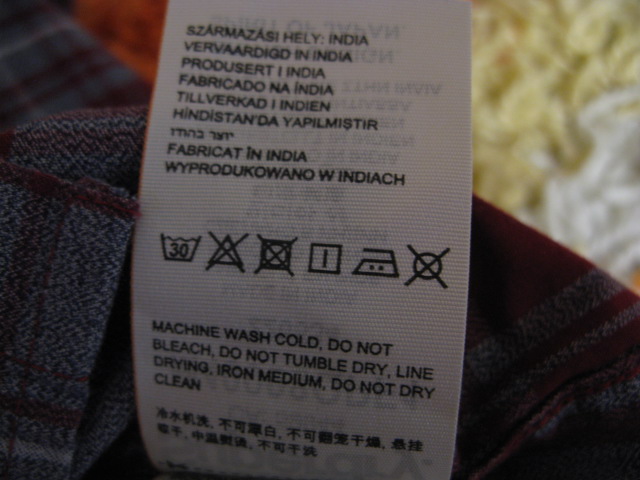 SZÁRMAZÁSI HELY: INDIA
VERVAARDIGD IN INDIA
PRODUSERT I INDIA
FABRICADO NA ÍNDIA
TILLVERKAD I INDIEN
HİNDİSTAN'DA YAPILMIŞTIR
יוצר בהודו
FABRICAT ÎN INDIA
WYPRODUKOWANO W INDIACH
30
MACHINE WASH COLD, DO NOT
BLEACH, DO NOT TUMBLE DRY, LINE
DRYING, IRON MEDIUM, DO NOT DRY
CLEAN
冷水机洗, 不可漂白, 不可翻笼干燥, 悬挂
晾干, 中温熨烫, 不可干洗